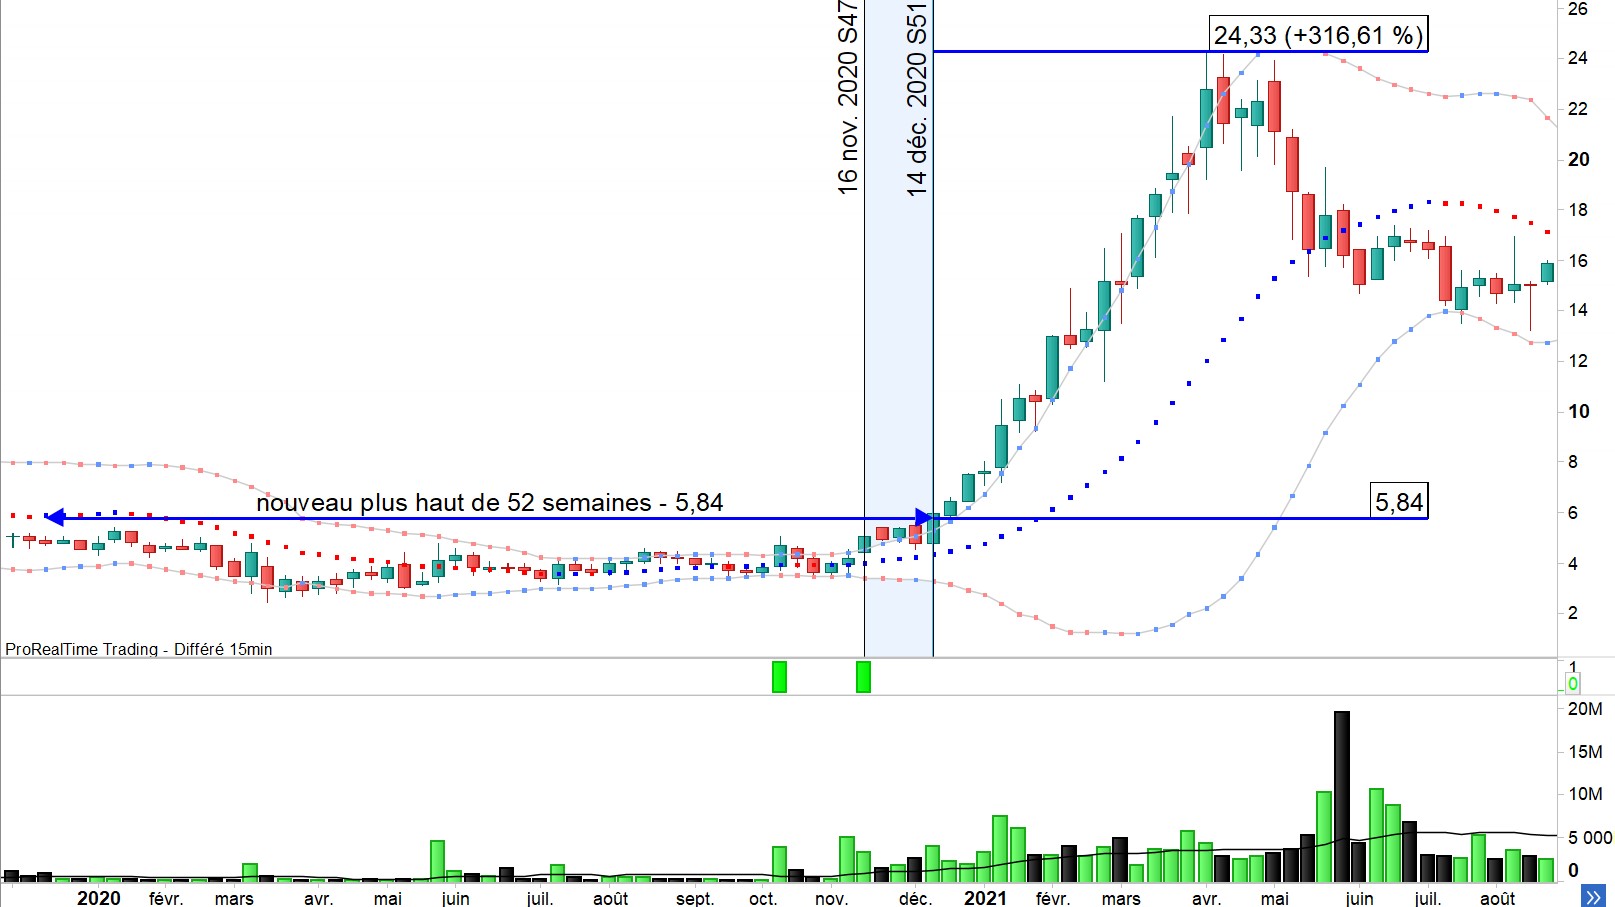 16 nov. 2020 S47
14 déc. 2020 S51
24,33 (+316,61 %)
nouveau plus haut de 52 semaines - 5,84
5,84
26
24
22
20
18
16
14
12
10
8
6
4
2
ProRealTime Trading - Différé 15min
1
0
20M
15M
10M
5 000
0
2020 févr. mars avr. mai juin juil. août sept. oct. nov. déc. 2021 févr. mars avr. mai juin juil. août